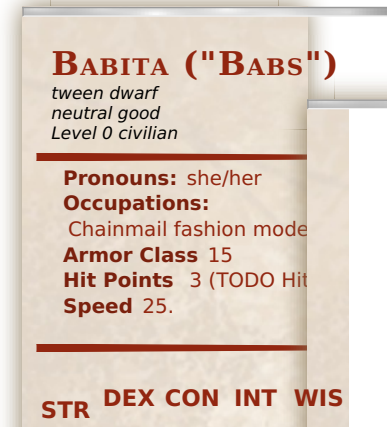 Babita ("Babs")
tween dwarf
neutral good
Level 0 civilian
Pronouns: she/her
Occupations:
Chainmail fashion mode
Armor Class 15
Hit Points 3 (TODO Hit
Speed 25.
STR DEX CON INT WIS